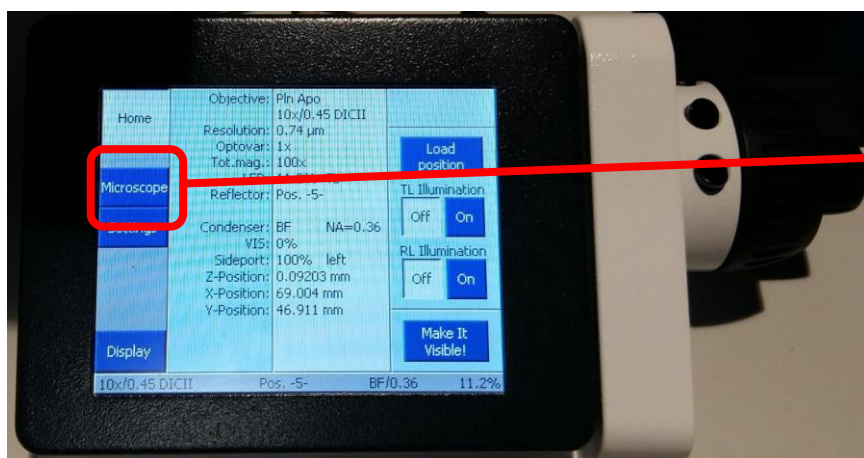 Home
Microscope
Settings
Display
Objective: Pln Apo
10x/0.45 DICII
Resolution: 0.74 µm
Optovar: 1x
Tot.mag.: 100x
Reflector: Pos. -5-
Condenser: BF NA=0.36
VIS: 0%
Sideport: 100% left
Z-Position: 0.09203 mm
X-Position: 69.004 mm
Y-Position: 46.911 mm
Load
position
TL Illumination
Off On
RL Illumination
Off On
Make It
Visible!
10x/0.45 DICII Pos. -5- BF/0.36 11.2%